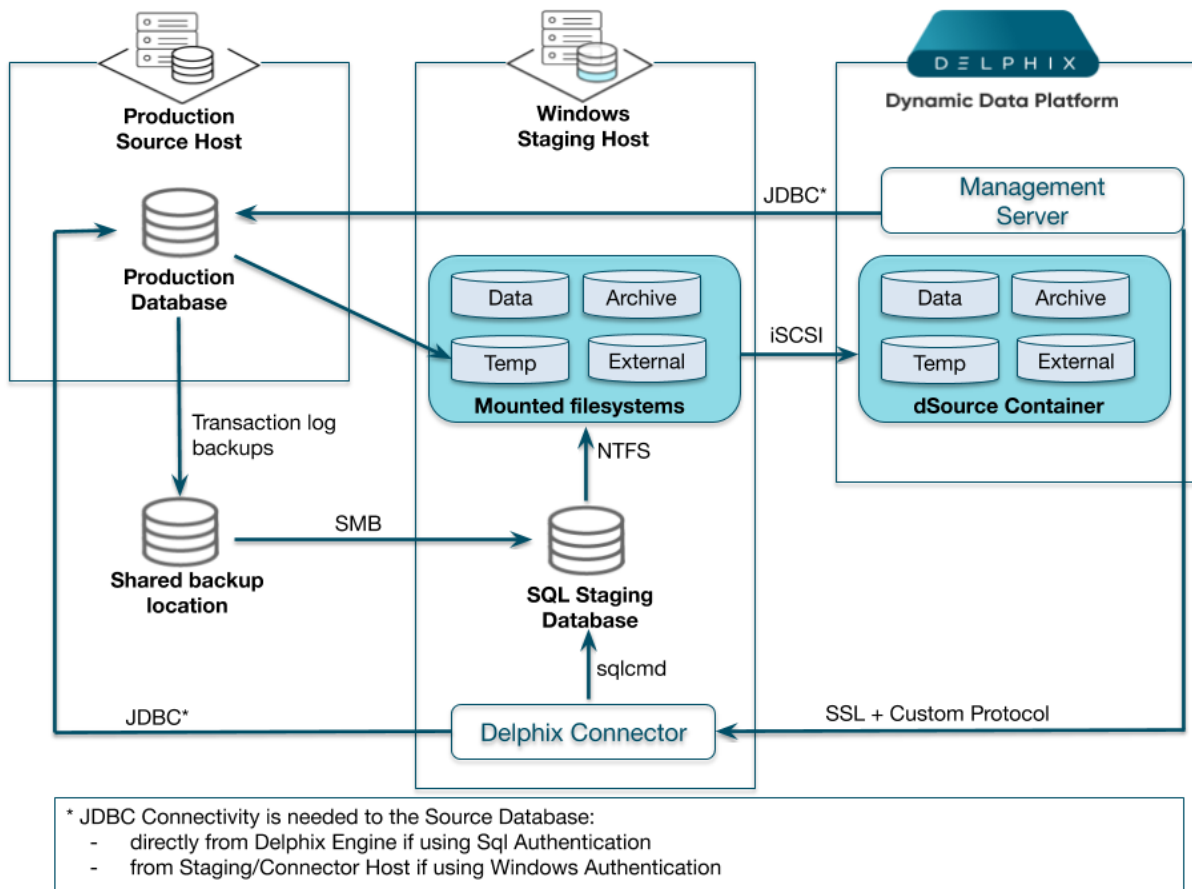 DELPHIX
Dynamic Data Platform
Production
Source Host
Windows
Staging Host
Management
Server
JDBC*
Production
Database
Data
Archive
Temp
External
Mounted filesystems
iSCSI
Data
Archive
Temp
External
dSource Container
Transaction log
backups
NTFS
SMB
Shared backup
location
SQL Staging
Database
sqlcmd
JDBC*
Delphix Connector
SSL + Custom Protocol
* JDBC Connectivity is needed to the Source Database:
- directly from Delphix Engine if using Sql Authentication
- from Staging/Connector Host if using Windows Authentication